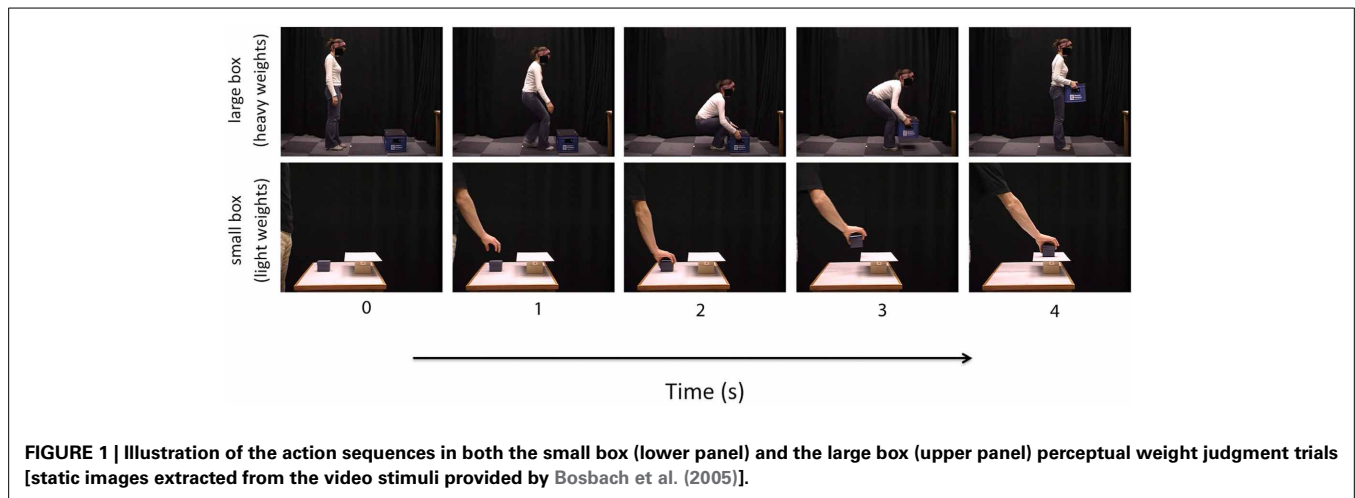 large box
(heavy weights)
small box
(light weights)
0 1 2 3 4
Time (s)
FIGURE 1 | Illustration of the action sequences in both the small box (lower panel) and the large box (upper panel) perceptual weight judgment trials
[static images extracted from the video stimuli provided by Bosbach et al. (2005)].